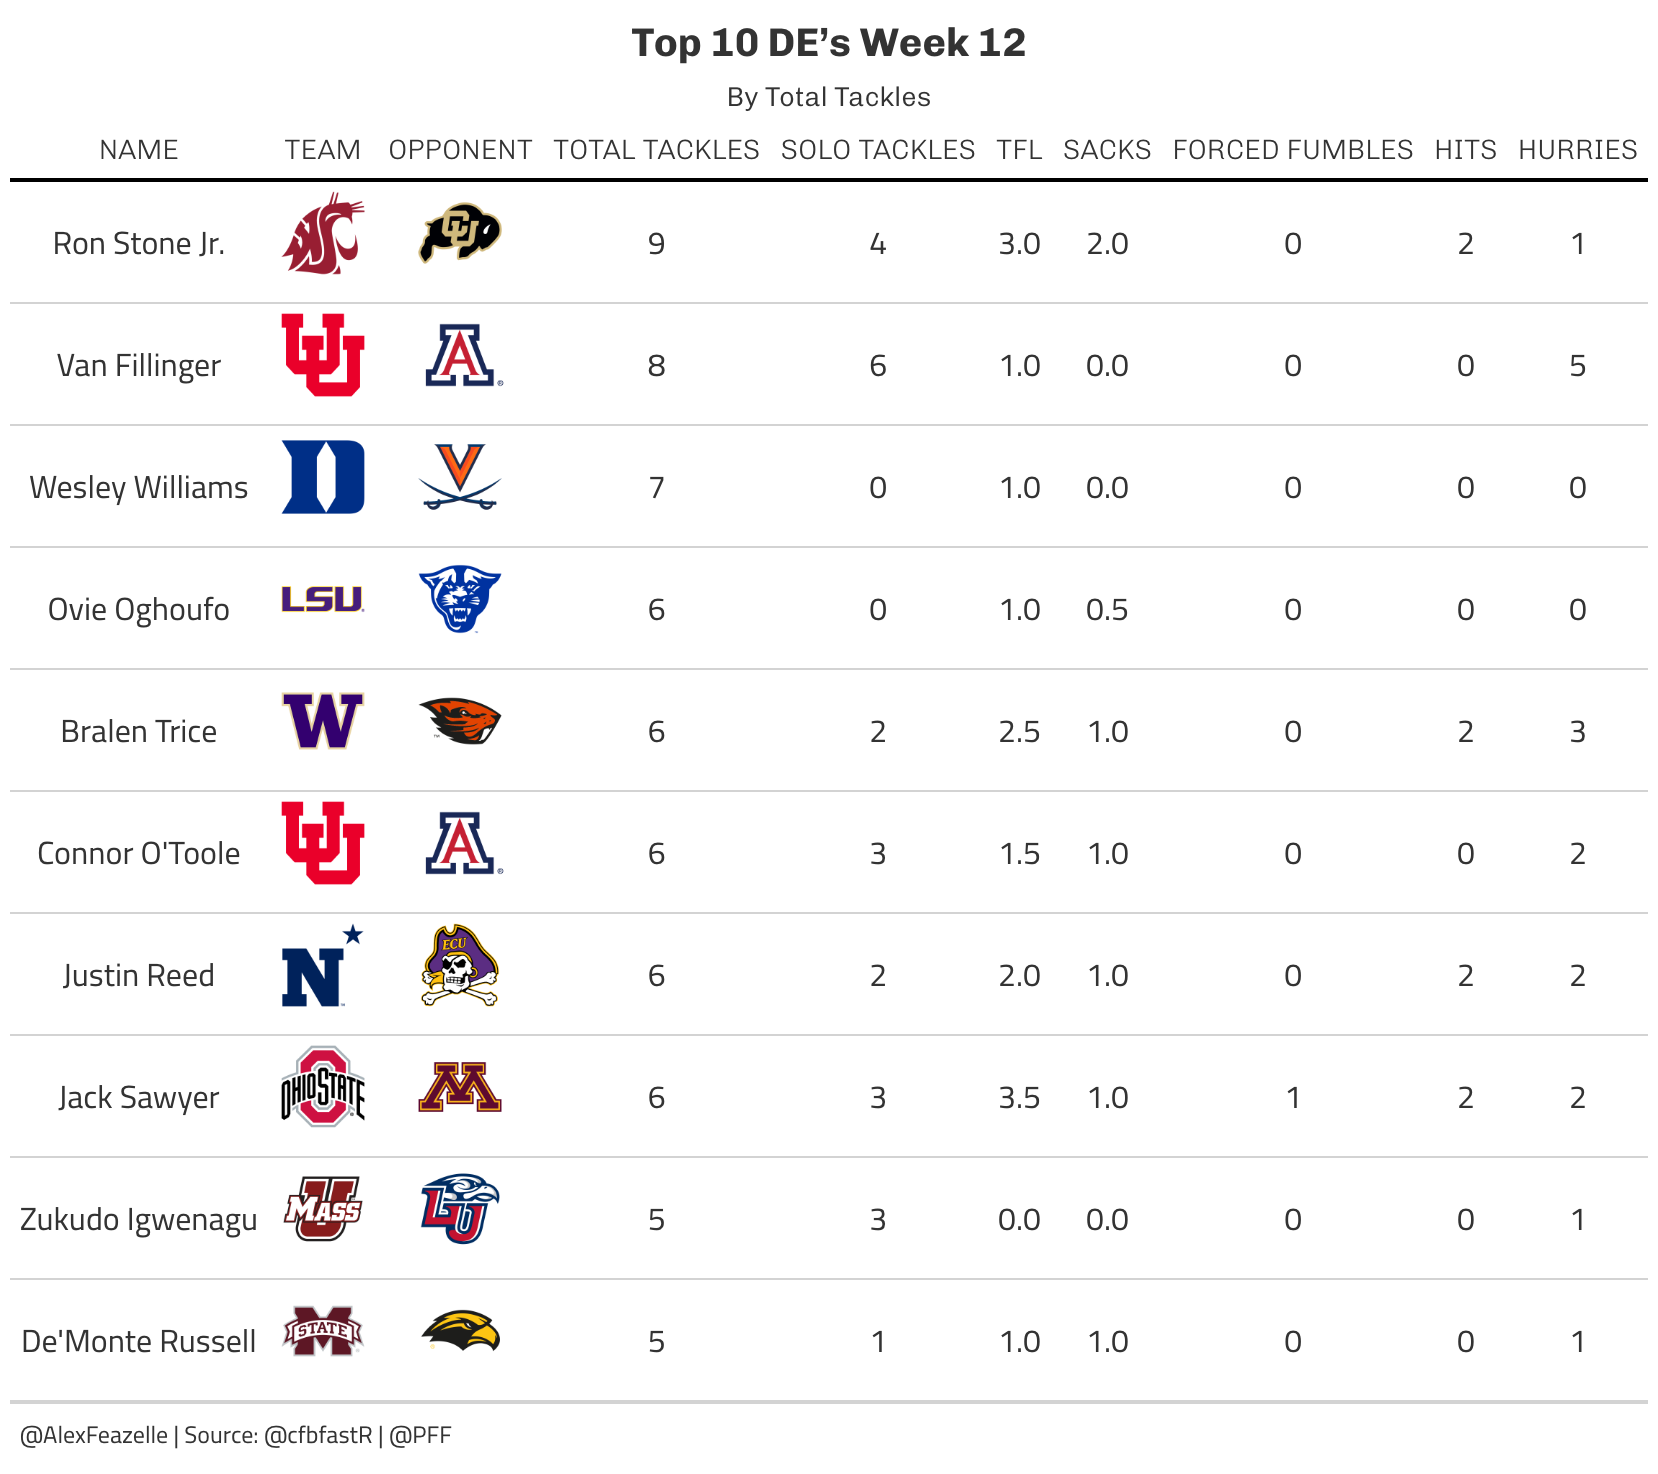 Top 10 DE’s Week 12
By Total Tackles
NAME TEAM OPPONENT TOTAL TACKLES SOLO TACKLES TFL SACKS FORCED FUMBLES HITS HURRIES
Ron Stone Jr. CU 9 4 3.0 2.0 0 2 1
Van Fillinger U A 8 6 1.0 0.0 0 0 5
Wesley Williams D V 7 0 1.0 0.0 0 0 0
Ovie Oghoufo LSU 6 0 1.0 0.5 0 0 0
Bralen Trice W 6 2 2.5 1.0 0 2 3
Connor O'Toole U A 6 3 1.5 1.0 0 0 2
Justin Reed N ECU 6 2 2.0 1.0 0 2 2
Jack Sawyer OHIO STATE M 6 3 3.5 1.0 1 2 2
Zukudo Igwenagu U MASS LU 5 3 0.0 0.0 0 0 1
De'Monte Russell M STATE 5 1 1.0 1.0 0 0 1
@AlexFeazelle | Source: @cfbfastR | @PFF